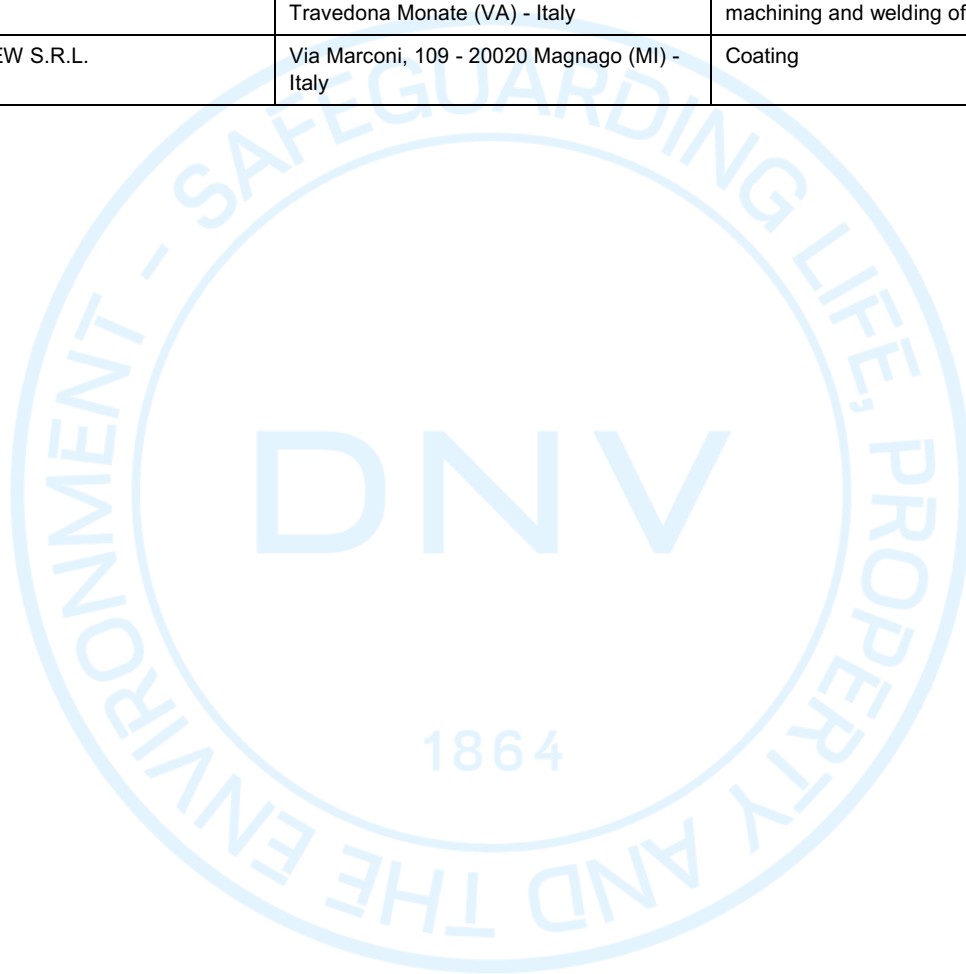 Travedona Monate (VA) - Italy
machining and welding of
EW S.R.L.
Via Marconi, 109 - 20020 Magnago (MI) -
Italy
Coating
SAFEGUARDING LIFE, PROPERTY AND THE ENVIRONMENT -
DNV
1864